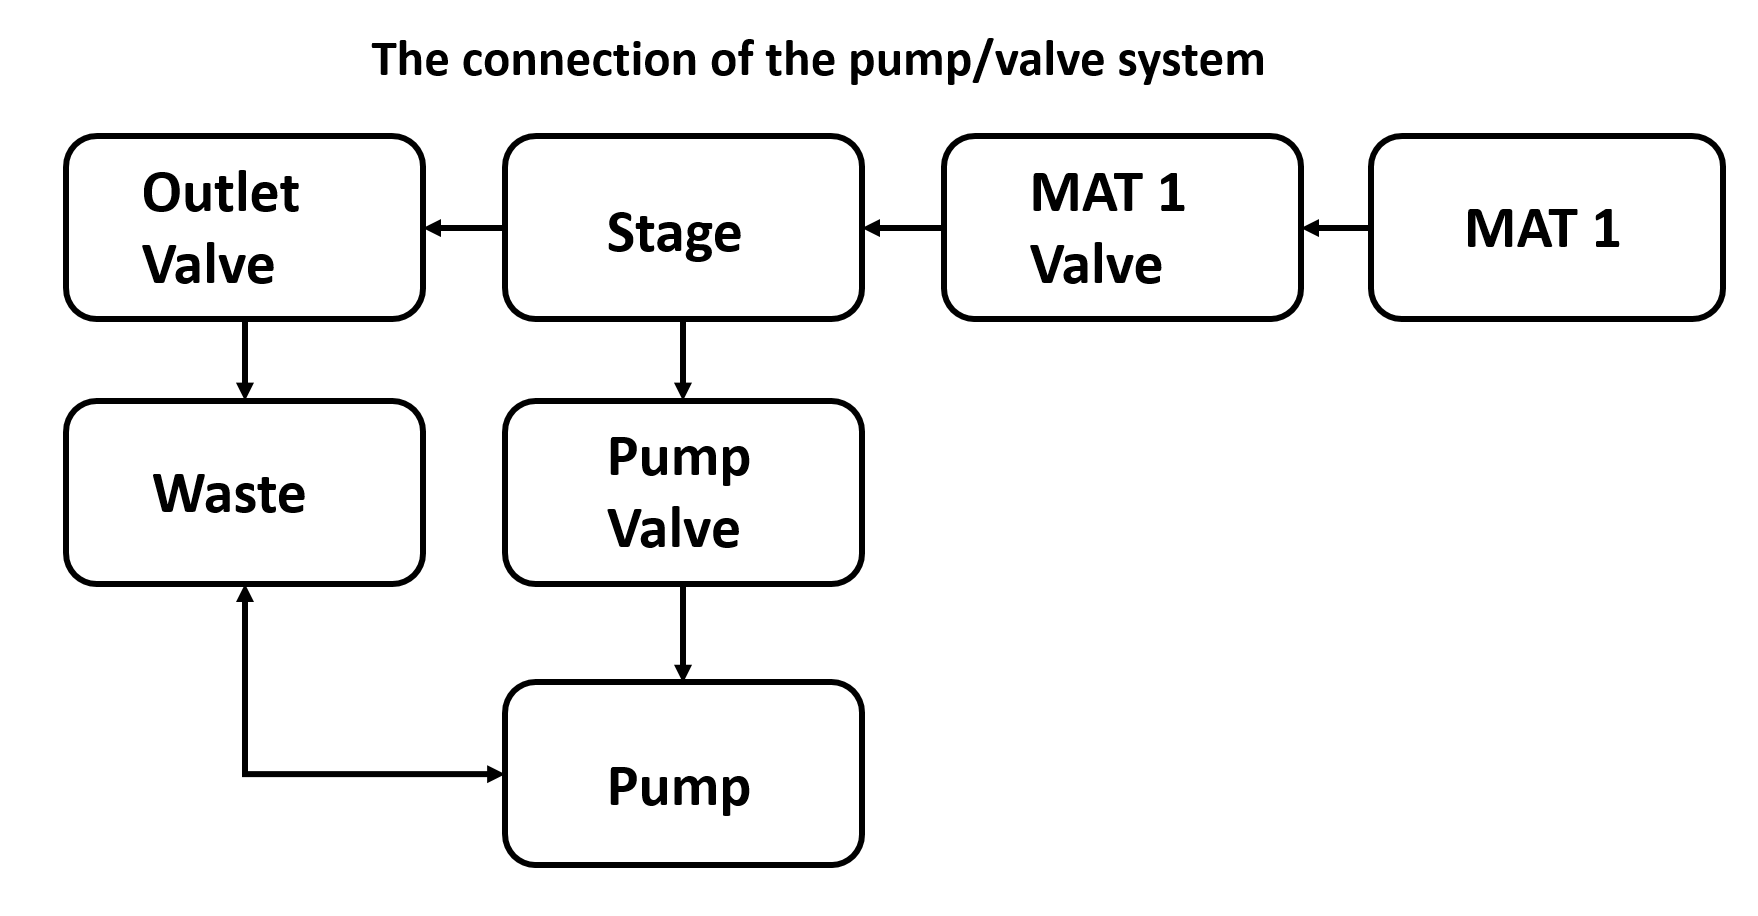 The connection of the pump/valve system
Outlet
Valve
Stage
MAT 1
Valve
MAT 1
Waste
Pump
Valve
Pump